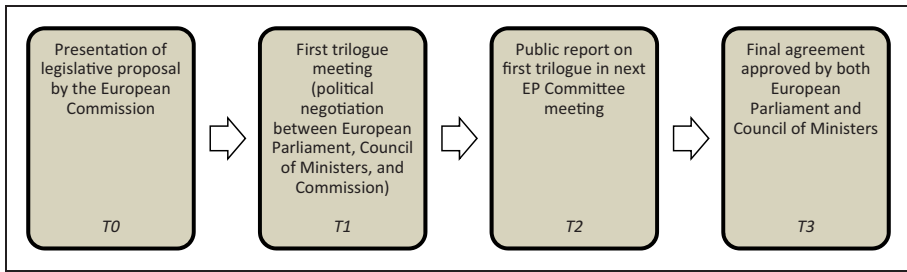 Presentation of
legislative proposal
by the European
Commission
T0
First trilogue
meeting
(political
negotiation
between European
Parliament, Council
of Ministers, and
Commission)
T1
Public report on
first trilogue in next
EP Committee
meeting
T2
Final agreement
approved by both
European
Parliament and
Council of Ministers
T3